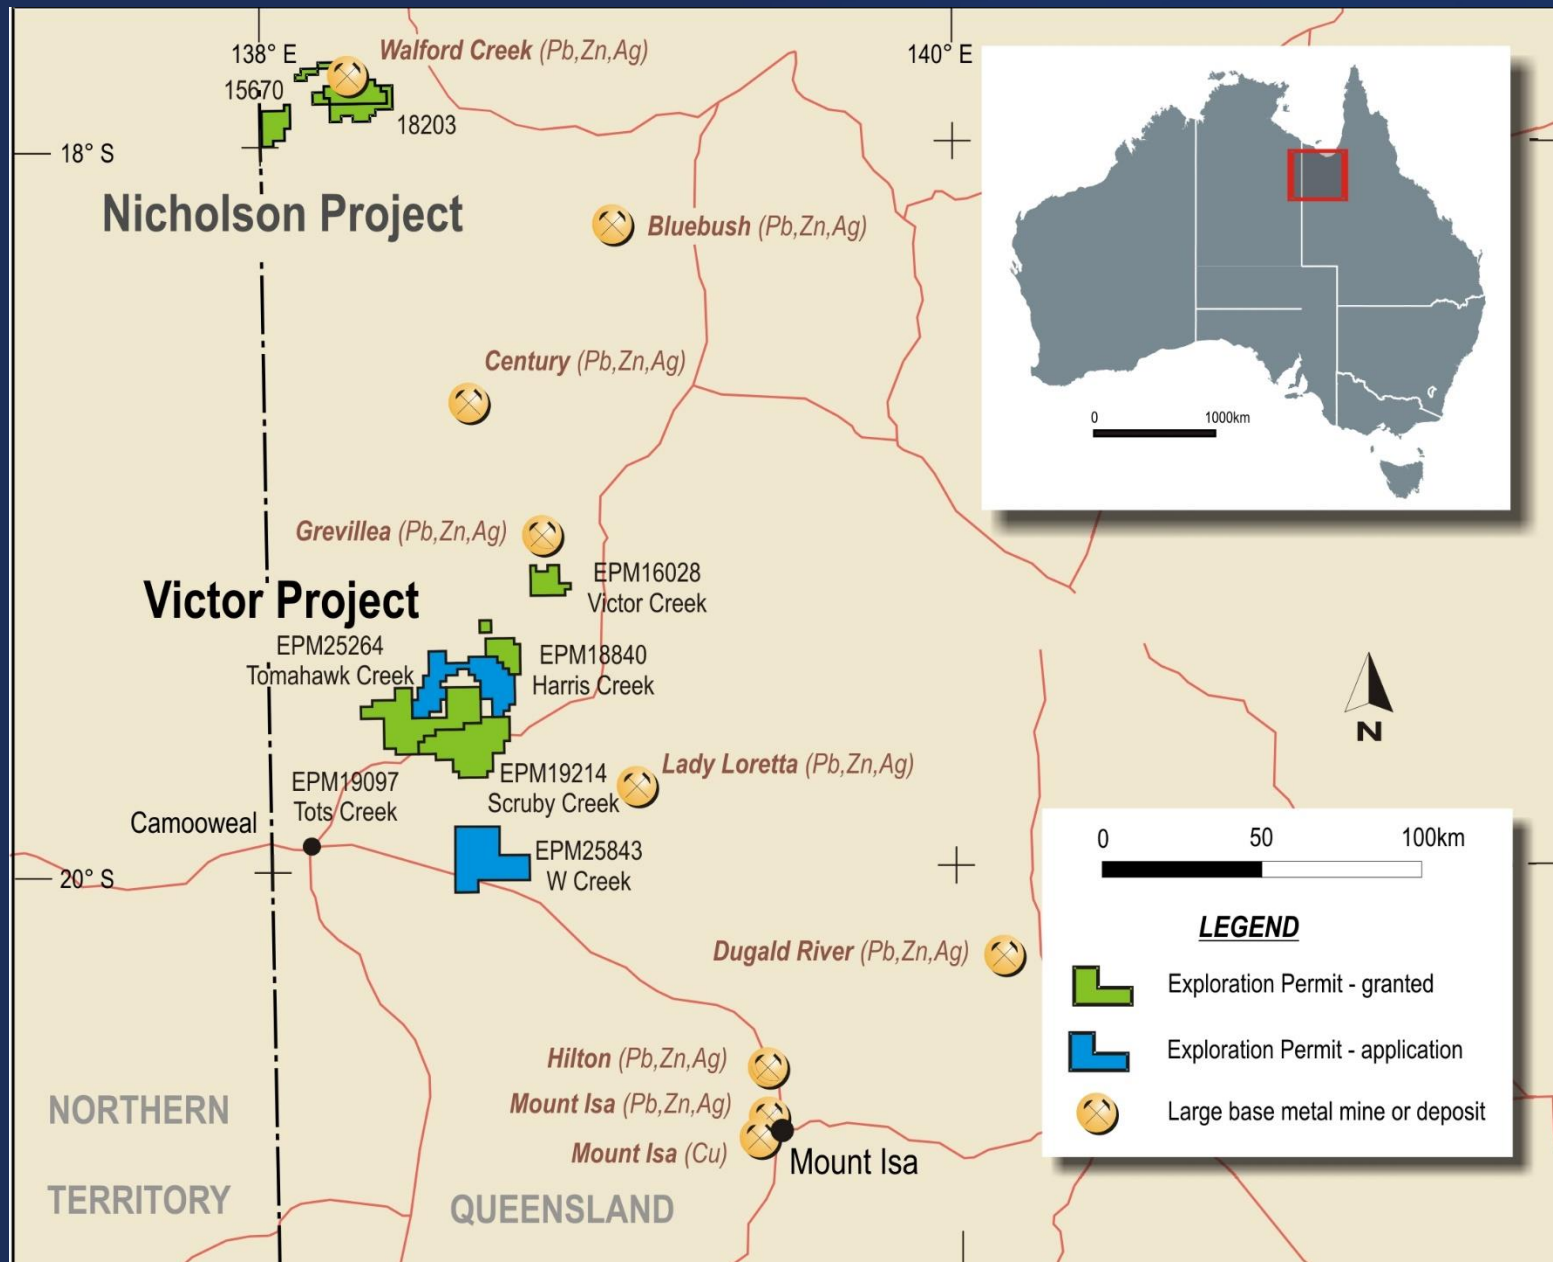 138° E
Walford Creek (Pb,Zn,Ag)
140° E
15670
18203
18° S
Nicholson Project
Bluebush (Pb,Zn,Ag)
Century (Pb,Zn,Ag)
0
1000km
Grevillea (Pb,Zn,Ag)
EPM16028
Victor Creek
Victor Project
EPM25264
Tomahawk Creek
EPM18840
Harris Creek
N
EPM19097
Tots Creek
EPM19214
Scruby Creek
Lady Loretta (Pb,Zn,Ag)
Camooweal
20° S
EPM25843
W Creek
0
50
100km
LEGEND
Exploration Permit - granted
Exploration Permit - application
Large base metal mine or deposit
Dugald River (Pb,Zn,Ag)
Hilton (Pb,Zn,Ag)
Mount Isa (Pb,Zn,Ag)
Mount Isa (Cu)
Mount Isa
NORTHERN
TERRITORY
QUEENSLAND